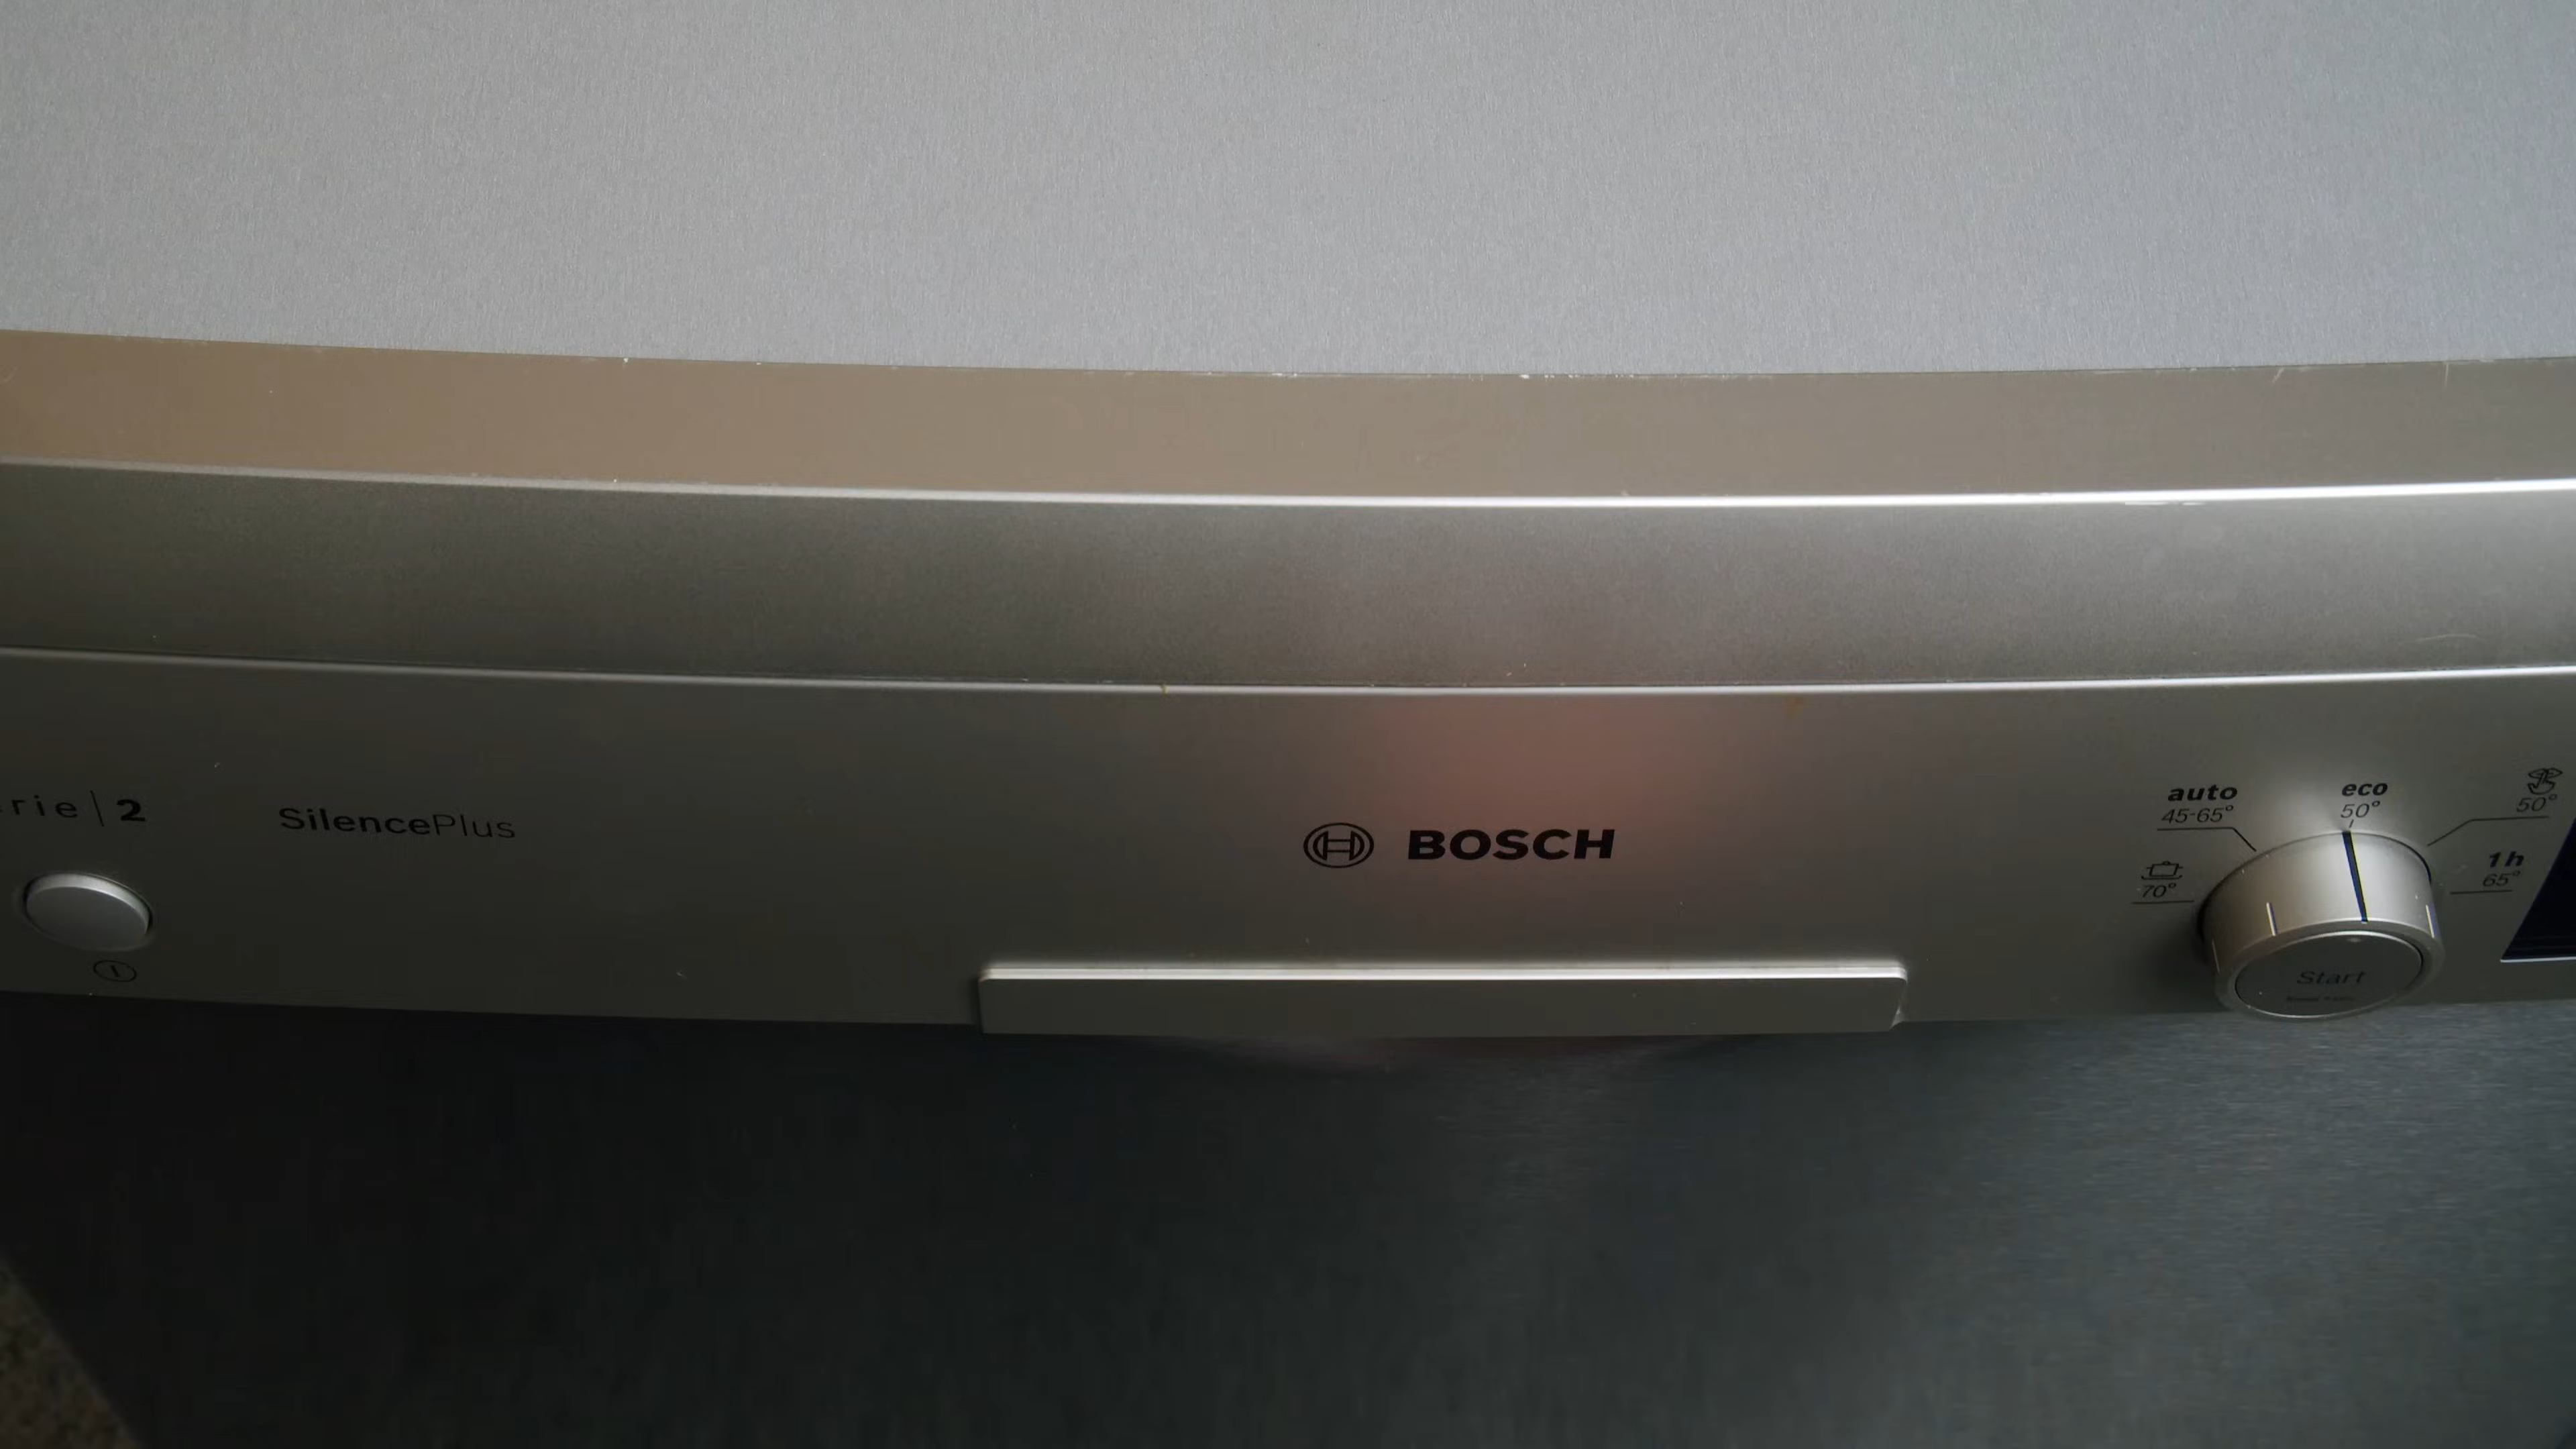 rie | 2
SilencePlus
BOSCH
auto
45-65°
eco
50°
50°
70°
1h
65°
Start